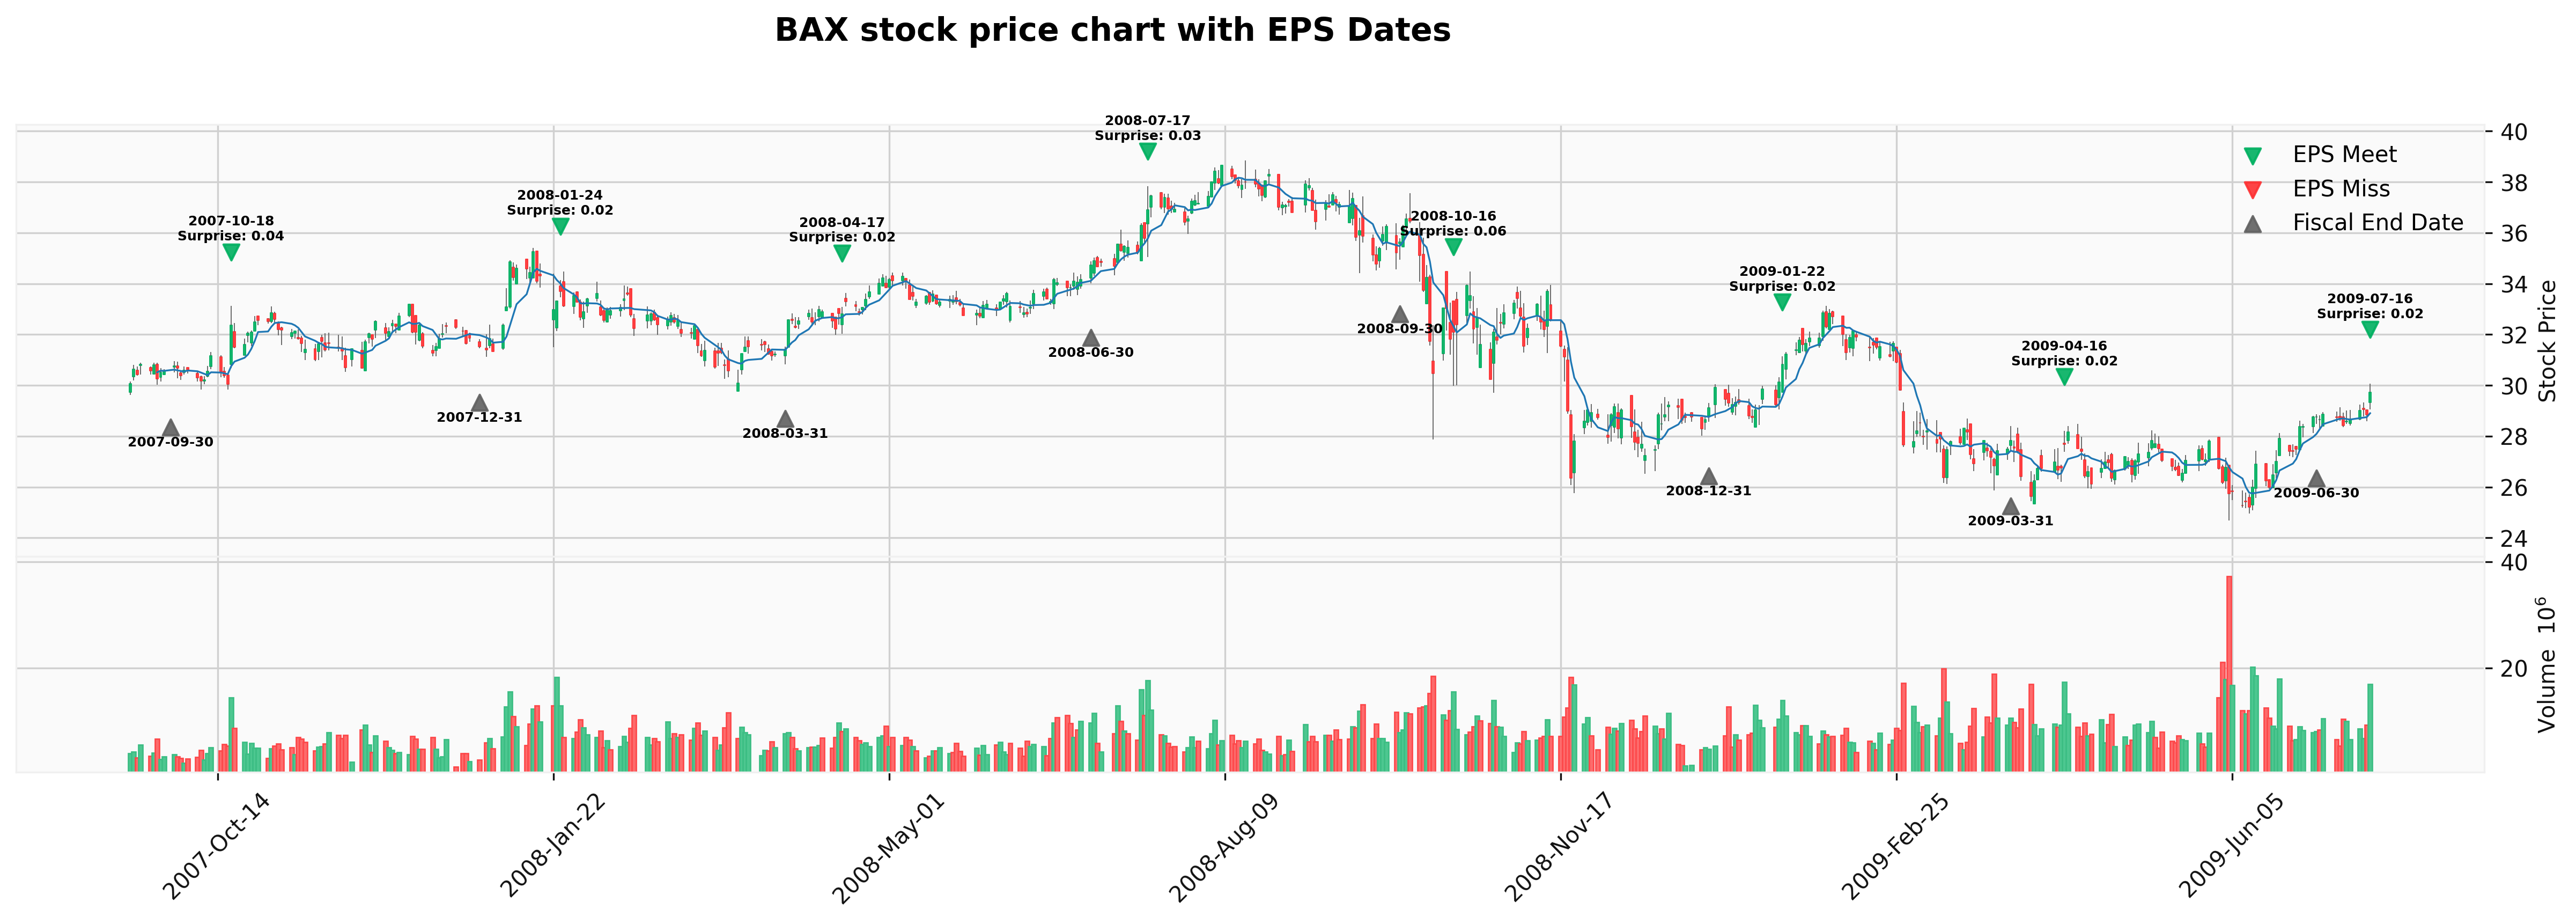 BAX stock price chart with EPS Dates
2008-07-17
Surprise: 0.03
2008-01-24
Surprise: 0.02
2007-10-18
Surprise: 0.04
2008-04-17
Surprise: 0.02
2008-10-16
Surprise: 0.06
2009-01-22
Surprise: 0.02
2009-04-16
Surprise: 0.02
2009-07-16
Surprise: 0.02
EPS Meet
EPS Miss
Fiscal End Date
2007-09-30
2007-12-31
2008-03-31
2008-06-30
2008-09-30
2008-12-31
2009-03-31
2009-06-30
40
38
36
34
32
30
28
26
24
Stock Price
40
20
Volume 10⁶
2007-Oct-14
2008-Jan-22
2008-May-01
2008-Aug-09
2008-Nov-17
2009-Feb-25
2009-Jun-05